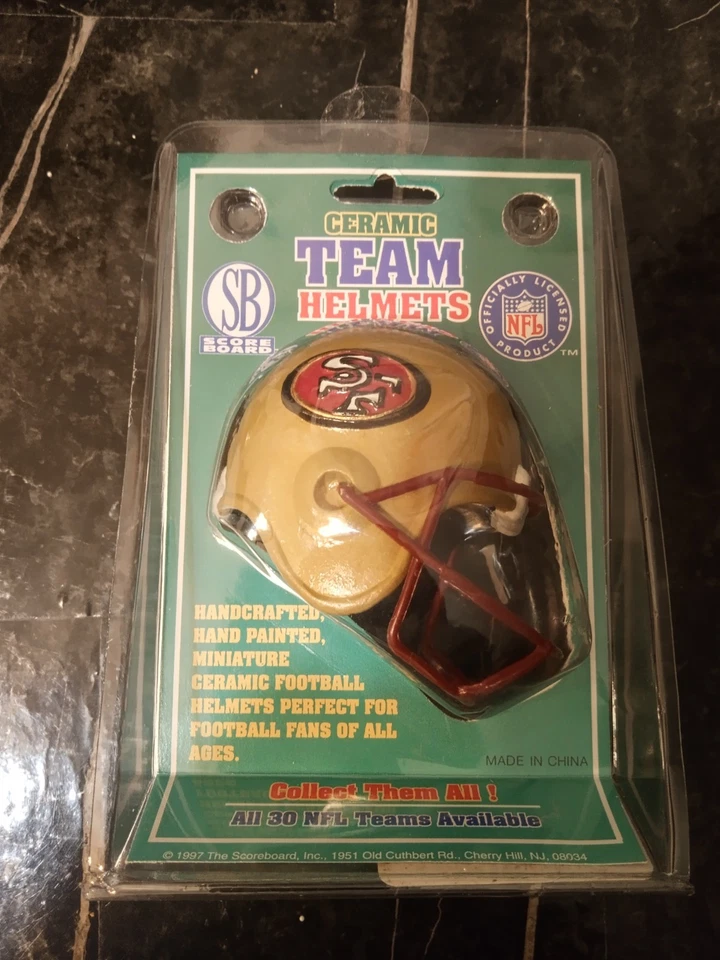 CERAMIC
TEAM
HELMETS
SB
SCORE
BOARD
OFFICIALLY LICENSED
NFL
PRODUCT
TM
SF
HANDCRAFTED,
HAND PAINTED,
MINIATURE
CERAMIC FOOTBALL
HELMETS PERFECT FOR
FOOTBALL FANS OF ALL
AGES.
MADE IN CHINA
Collect Them All !
All 30 NFL Teams Available
© 1997 The Scoreboard, Inc., 1951 Old Cuthbert Rd., Cherry Hill, NJ, 08034